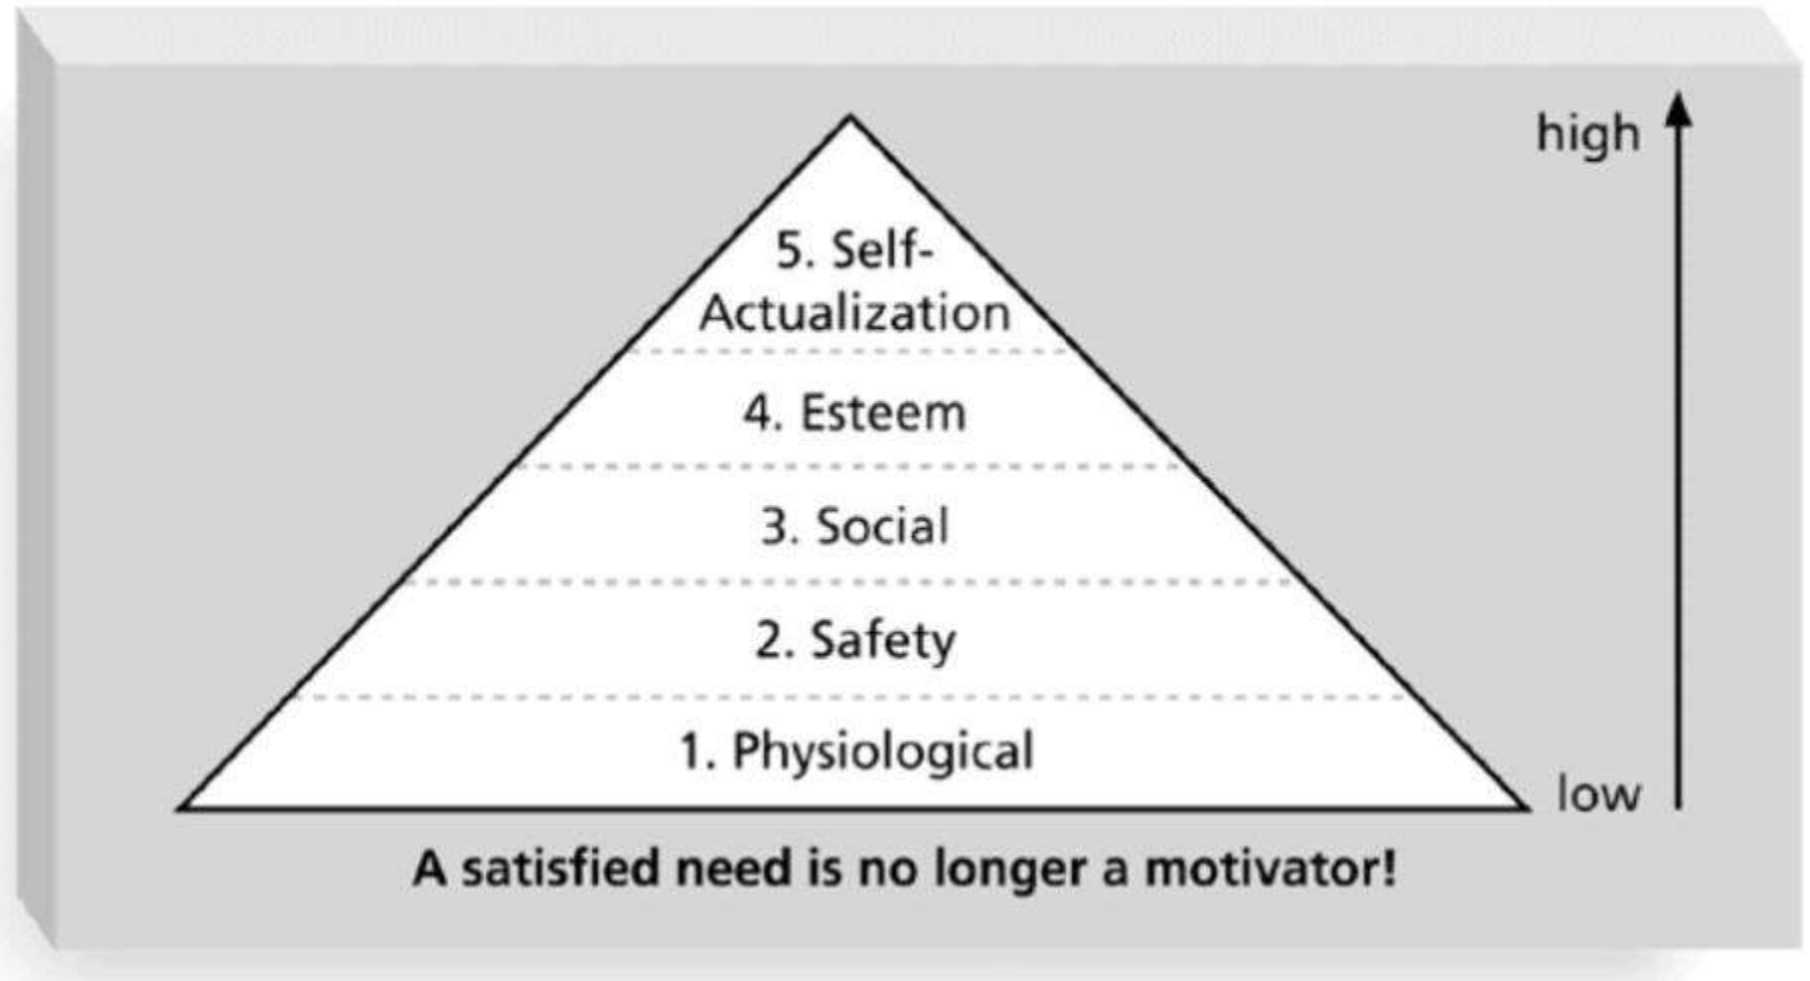 high
5. Self-
Actualization
4. Esteem
3. Social
2. Safety
1. Physiological
low
A satisfied need is no longer a motivator!